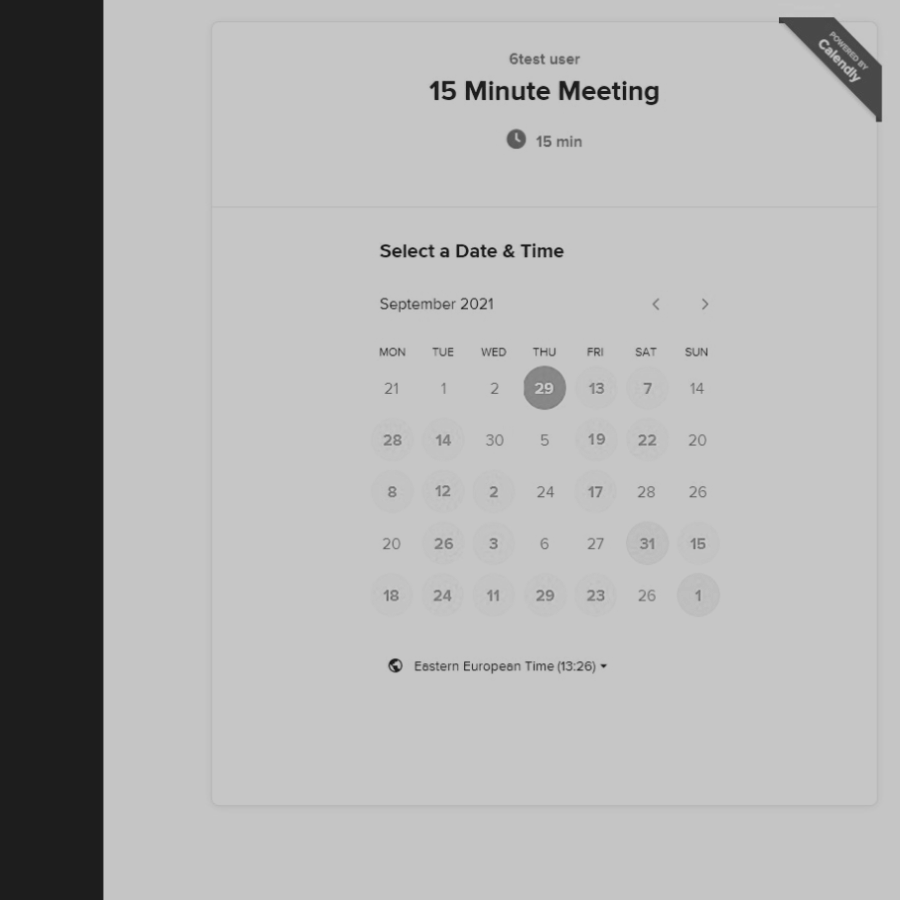 POWERED BY
Calendly
6test user
15 Minute Meeting
15 min
Select a Date & Time
September 2021
MON TUE WED THU FRI SAT SUN
21 1 2 29 13 7 14
28 14 30 5 19 22 20
8 12 2 24 17 28 26
20 26 3 6 27 31 15
18 24 11 29 23 26 1
Eastern European Time (13:26)